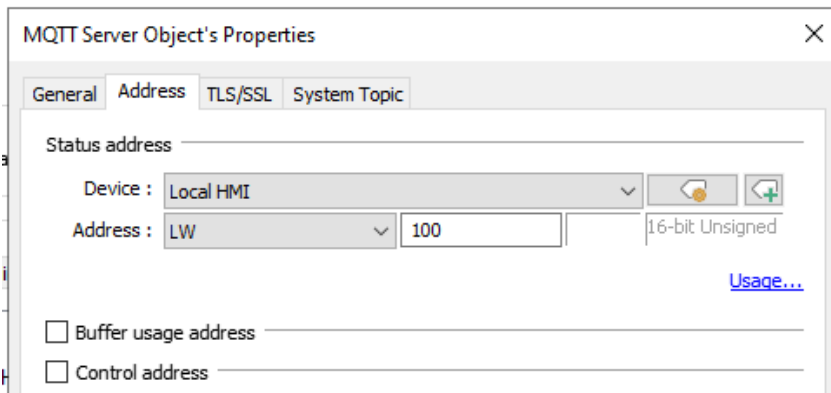 MQTT Server Object's Properties
General Address TLS/SSL System Topic
Status address
Device : Local HMI
Address : LW 100 16-bit Unsigned
Usage...
Buffer usage address
Control address